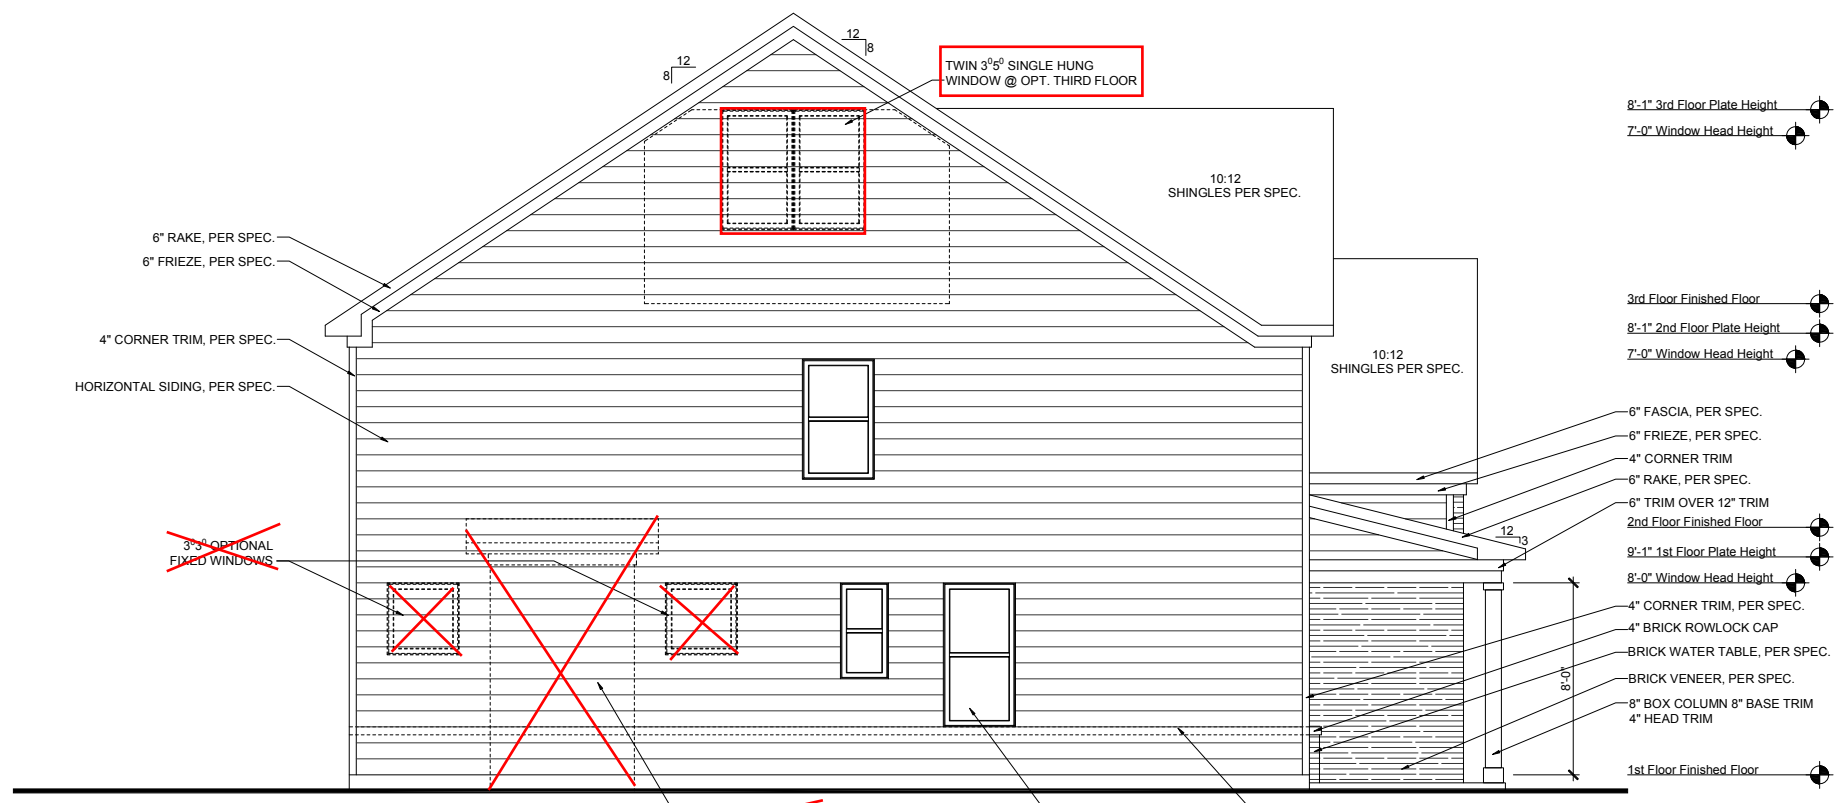 12
8
12
8
TWIN 3⁰5⁰ SINGLE HUNG
WINDOW @ OPT. THIRD FLOOR
8'-1" 3rd Floor Plate Height
7'-0" Window Head Height
10:12
SHINGLES PER SPEC.
6" RAKE, PER SPEC.
6" FRIEZE, PER SPEC.
3rd Floor Finished Floor
8'-1" 2nd Floor Plate Height
7'-0" Window Head Height
4" CORNER TRIM, PER SPEC.
10:12
SHINGLES PER SPEC.
HORIZONTAL SIDING, PER SPEC.
6" FASCIA, PER SPEC.
6" FRIEZE, PER SPEC.
4" CORNER TRIM
6" RAKE, PER SPEC.
6" TRIM OVER 12" TRIM
2nd Floor Finished Floor
12
3
9'-1" 1st Floor Plate Height
8'-0" Window Head Height
3⁰3⁰ OPTIONAL
FIXED WINDOWS
4" CORNER TRIM, PER SPEC.
4" BRICK ROWLOCK CAP
BRICK WATER TABLE, PER SPEC.
BRICK VENEER, PER SPEC.
8'-0"
8" BOX COLUMN 8" BASE TRIM
4" HEAD TRIM
1st Floor Finished Floor